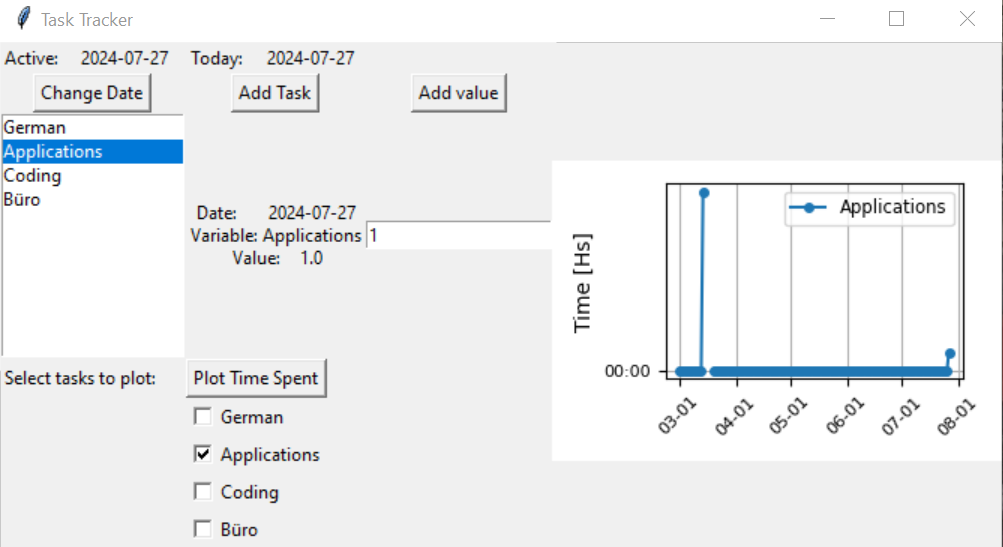 Task Tracker
Active: 2024-07-27 Today: 2024-07-27
Change Date Add Task Add value
German
Applications
Coding
Büro
Date: 2024-07-27
Variable: Applications 1
Value: 1.0
Applications
Time [Hs]
00:00
03-01 04-01 05-01 06-01 07-01 08-01
Select tasks to plot: Plot Time Spent
German
Applications
Coding
Büro